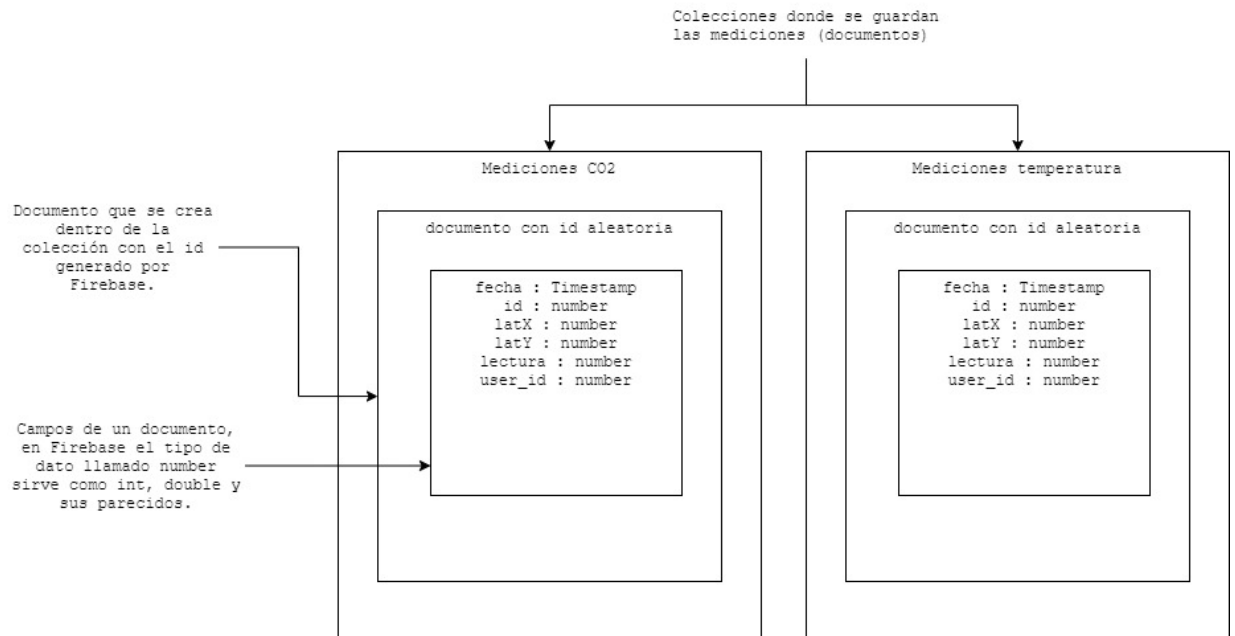 Colecciones donde se guardan
las mediciones (documentos)
Mediciones CO2
Mediciones temperatura
Documento que se crea
dentro de la
colección con el id
generado por
Firebase.
documento con id aleatoria
documento con id aleatoria
fecha : Timestamp
id : number
latX : number
latY : number
lectura : number
user_id : number
fecha : Timestamp
id : number
latX : number
latY : number
lectura : number
user_id : number
Campos de un documento,
en Firebase el tipo de
dato llamado number
sirve como int, double y
sus parecidos.